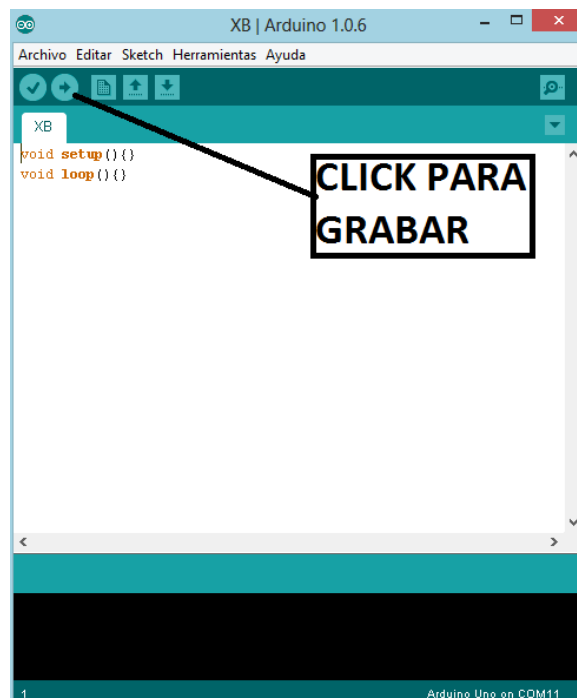 XB | Arduino 1.0.6
Archivo Editar Sketch Herramientas Ayuda
XB
void setup(){}
void loop(){}
CLICK PARA
GRABAR
1
Arduino Uno on COM11